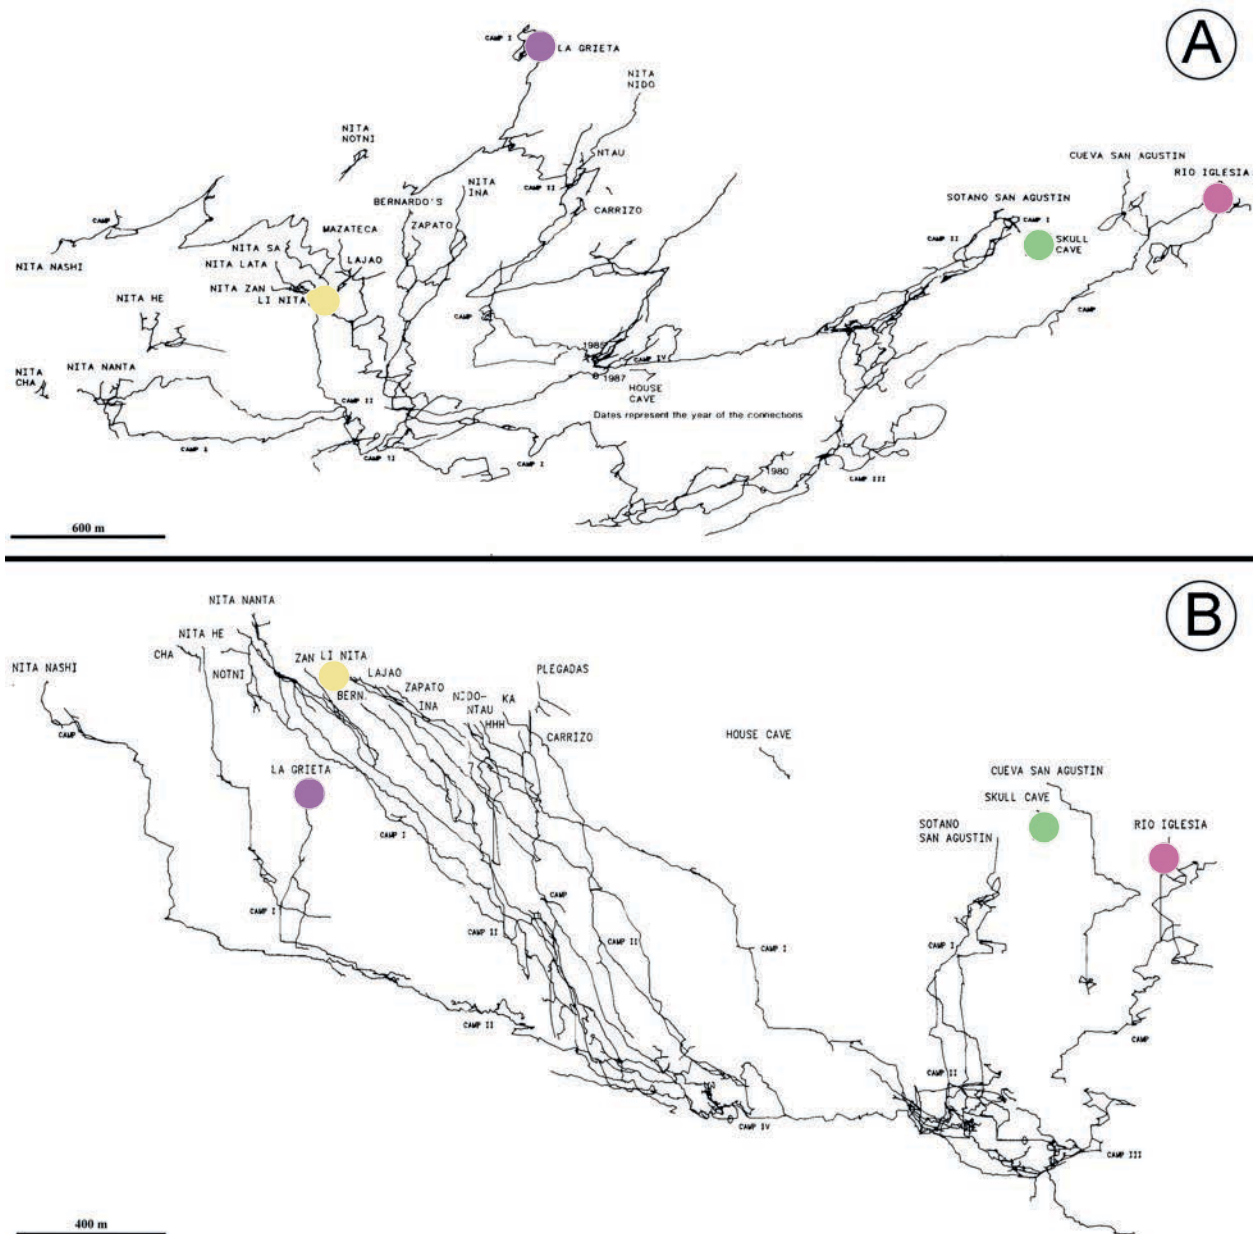 A
CAMP I
LA GRIETA
NITA
NIDO
NITA
NOTNI
NTAU
CAMP II
CUEVA SAN AGUSTIN
RIO IGLESIA
NITA
INA
BERNARDO'S
CARRIZO
SOTANO SAN AGUSTIN
CAMP I
CAMP
ZAPATO
MAZATECA
CAMP II
SKULL
CAVE
NITA SA
NITA NASHI
NITA LATA
LAJAO
NITA ZAN
LI NITA
NITA HE
CAMP
CAMP
1985
CAMP IV
NITA
CHA
NITA NANTA
1987
HOUSE
CAVE
CAMP II
Dates represent the year of the connections
CAMP I
CAMP II
CAMP I
1980
CAMP III
600 m
B
NITA NANTA
NITA HE
CHA
ZAN
LI NITA
NITA NASHI
NOTNI
LAJAO
PLEGADAS
BERN.
ZAPATO
INA
NIDO-
NTAU
KA
HHH
CARRIZO
CAMP
HOUSE CAVE
LA GRIETA
CUEVA SAN AGUSTIN
SKULL CAVE
SOTANO
SAN AGUSTIN
RIO IGLESIA
CAMP I
CAMP
CAMP I
CAMP II
CAMP II
CAMP I
CAMP I
CAMP II
CAMP
CAMP II
CAMP IV
CAMP III
400 m